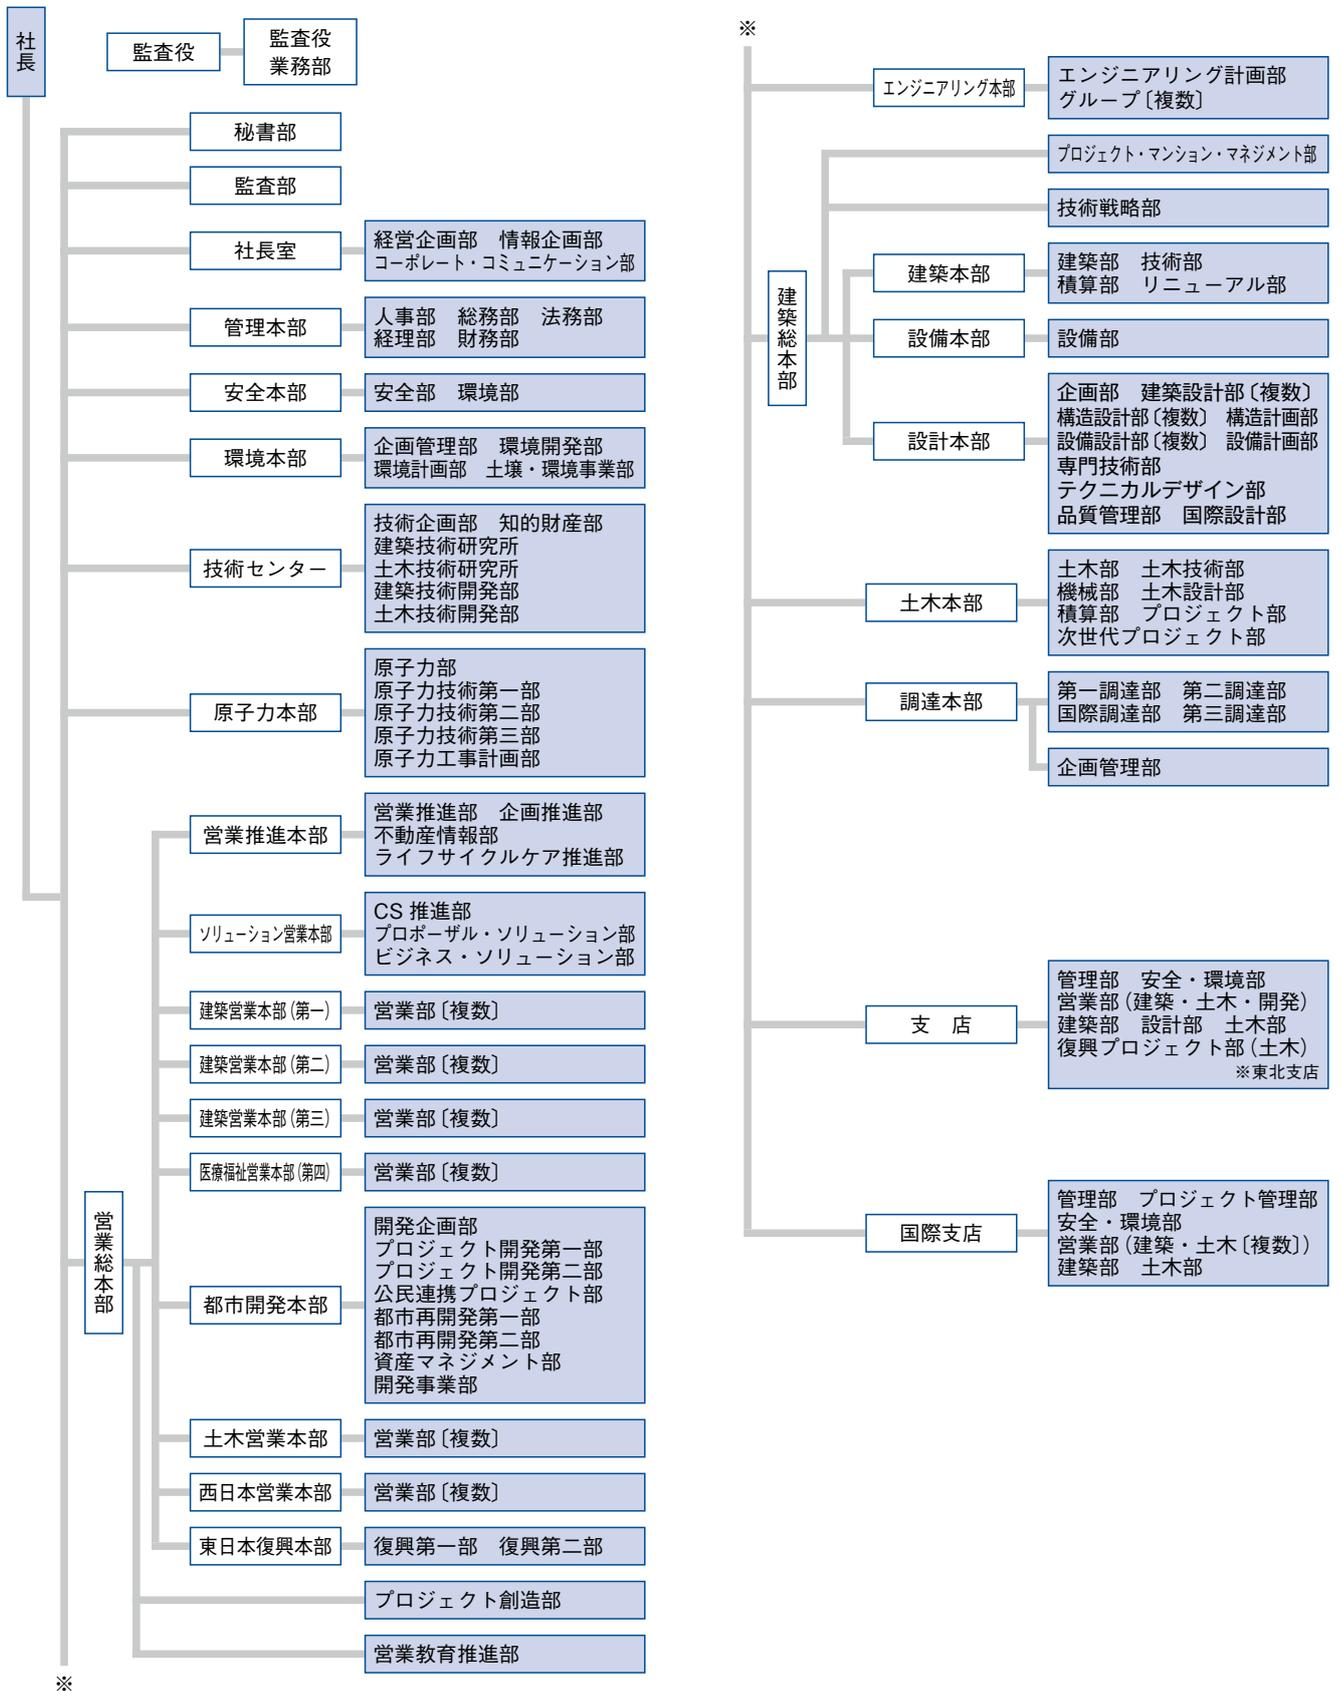 社長
監査役
監査役
業務部
秘書部
監査部
社長室
経営企画部　情報企画部
コーポレート・コミュニケーション部
管理本部
人事部　総務部　法務部
経理部　財務部
安全本部
安全部　環境部
環境本部
企画管理部　環境開発部
環境計画部　土壌・環境事業部
技術センター
技術企画部　知的財産部
建築技術研究所
土木技術研究所
建築技術開発部
土木技術開発部
原子力本部
原子力部
原子力技術第一部
原子力技術第二部
原子力技術第三部
原子力工事計画部
営業総本部
営業推進本部
営業推進部　企画推進部
不動産情報部
ライフサイクルケア推進部
ソリューション営業本部
CS 推進部
プロポーザル・ソリューション部
ビジネス・ソリューション部
建築営業本部（第一）
営業部〔複数〕
建築営業本部（第二）
営業部〔複数〕
建築営業本部（第三）
営業部〔複数〕
医療福祉営業本部（第四）
営業部〔複数〕
都市開発本部
開発企画部
プロジェクト開発第一部
プロジェクト開発第二部
公民連携プロジェクト部
都市再開発第一部
都市再開発第二部
資産マネジメント部
開発事業部
土木営業本部
営業部〔複数〕
西日本営業本部
営業部〔複数〕
東日本復興本部
復興第一部　復興第二部
プロジェクト創造部
営業教育推進部
※
※
エンジニアリング本部
エンジニアリング計画部
グループ〔複数〕
建築総本部
プロジェクト・マンション・マネジメント部
技術戦略部
建築本部
建築部　技術部
積算部　リニューアル部
設備本部
設備部
設計本部
企画部　建築設計部〔複数〕
構造設計部〔複数〕　構造計画部
設備設計部〔複数〕　設備計画部
専門技術部
テクニカルデザイン部
品質管理部　国際設計部
土木本部
土木部　土木技術部
機械部　土木設計部
積算部　プロジェクト部
次世代プロジェクト部
調達本部
第一調達部　第二調達部
国際調達部　第三調達部
企画管理部
支　店
管理部　安全・環境部
営業部（建築・土木・開発）
建築部　設計部　土木部
復興プロジェクト部（土木）
※東北支店
国際支店
管理部　プロジェクト管理部
安全・環境部
営業部（建築・土木〔複数〕）
建築部　土木部